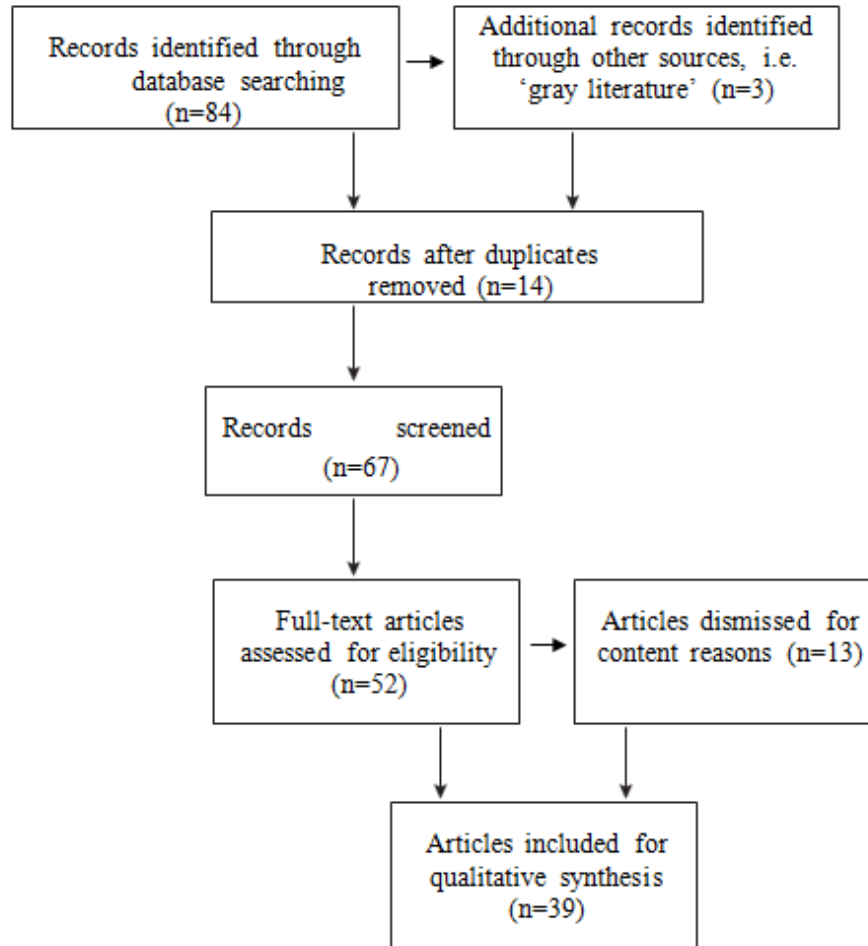 Records identified through
database searching
(n=84)
Additional records identified
through other sources, i.e.
‘gray literature’ (n=3)
Records after duplicates
removed (n=14)
Records screened
(n=67)
Full-text articles
assessed for eligibility
(n=52)
Articles dismissed for
content reasons (n=13)
Articles included for
qualitative synthesis
(n=39)